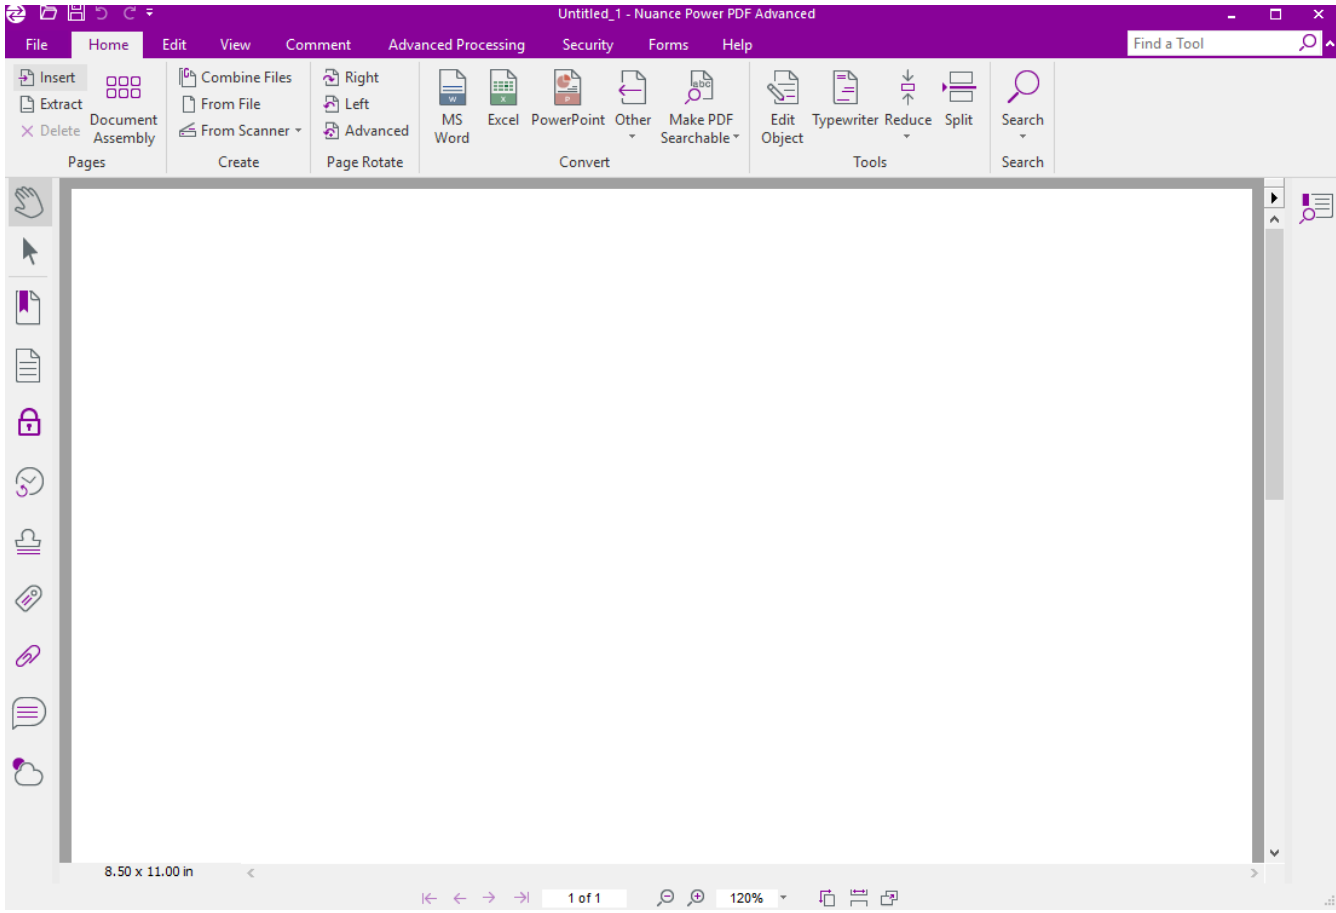 Untitled_1 - Nuance Power PDF Advanced
File Home Edit View Comment Advanced Processing Security Forms Help Find a Tool
Insert
Extract
Delete
Document
Assembly
Pages
Combine Files
From File
From Scanner
Create
Right
Left
Advanced
Page Rotate
MS
Word
Excel
PowerPoint
Other
Make PDF
Searchable
Convert
Edit
Object
Typewriter
Reduce
Split
Tools
Search
Search
8.50 x 11.00 in
1 of 1
120%